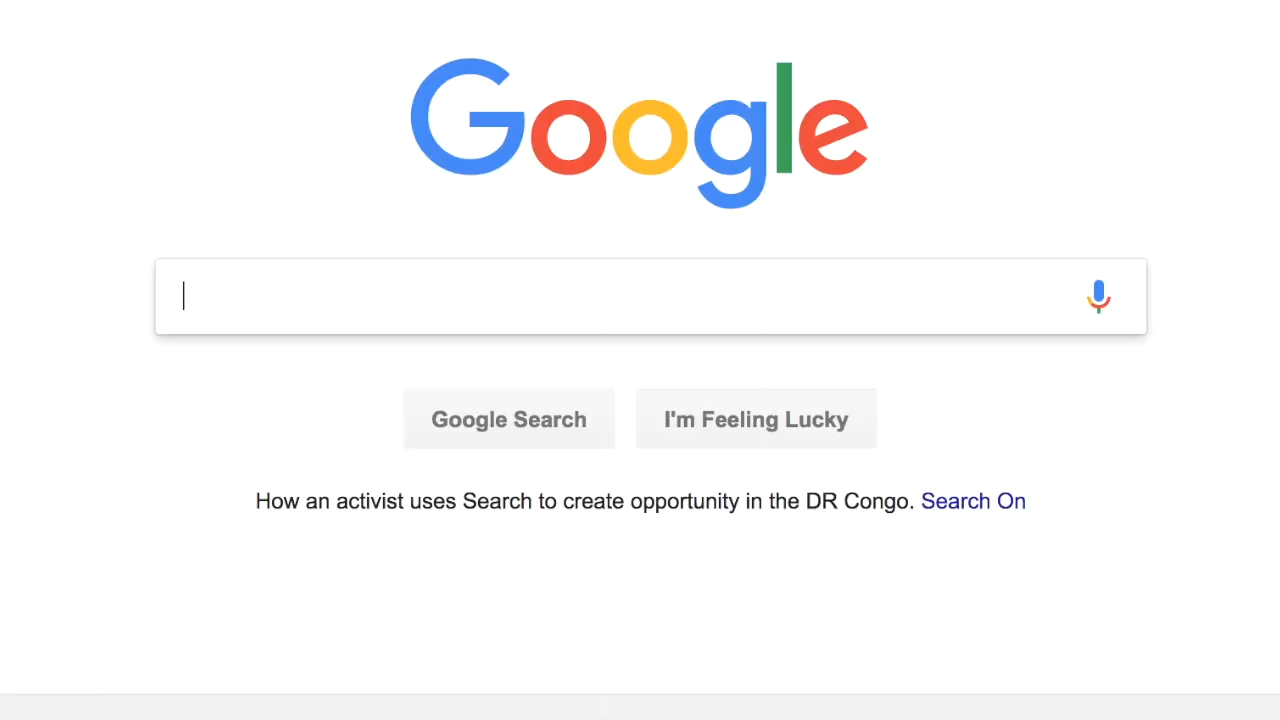 Google
Google Search
I'm Feeling Lucky
How an activist uses Search to create opportunity in the DR Congo. Search On